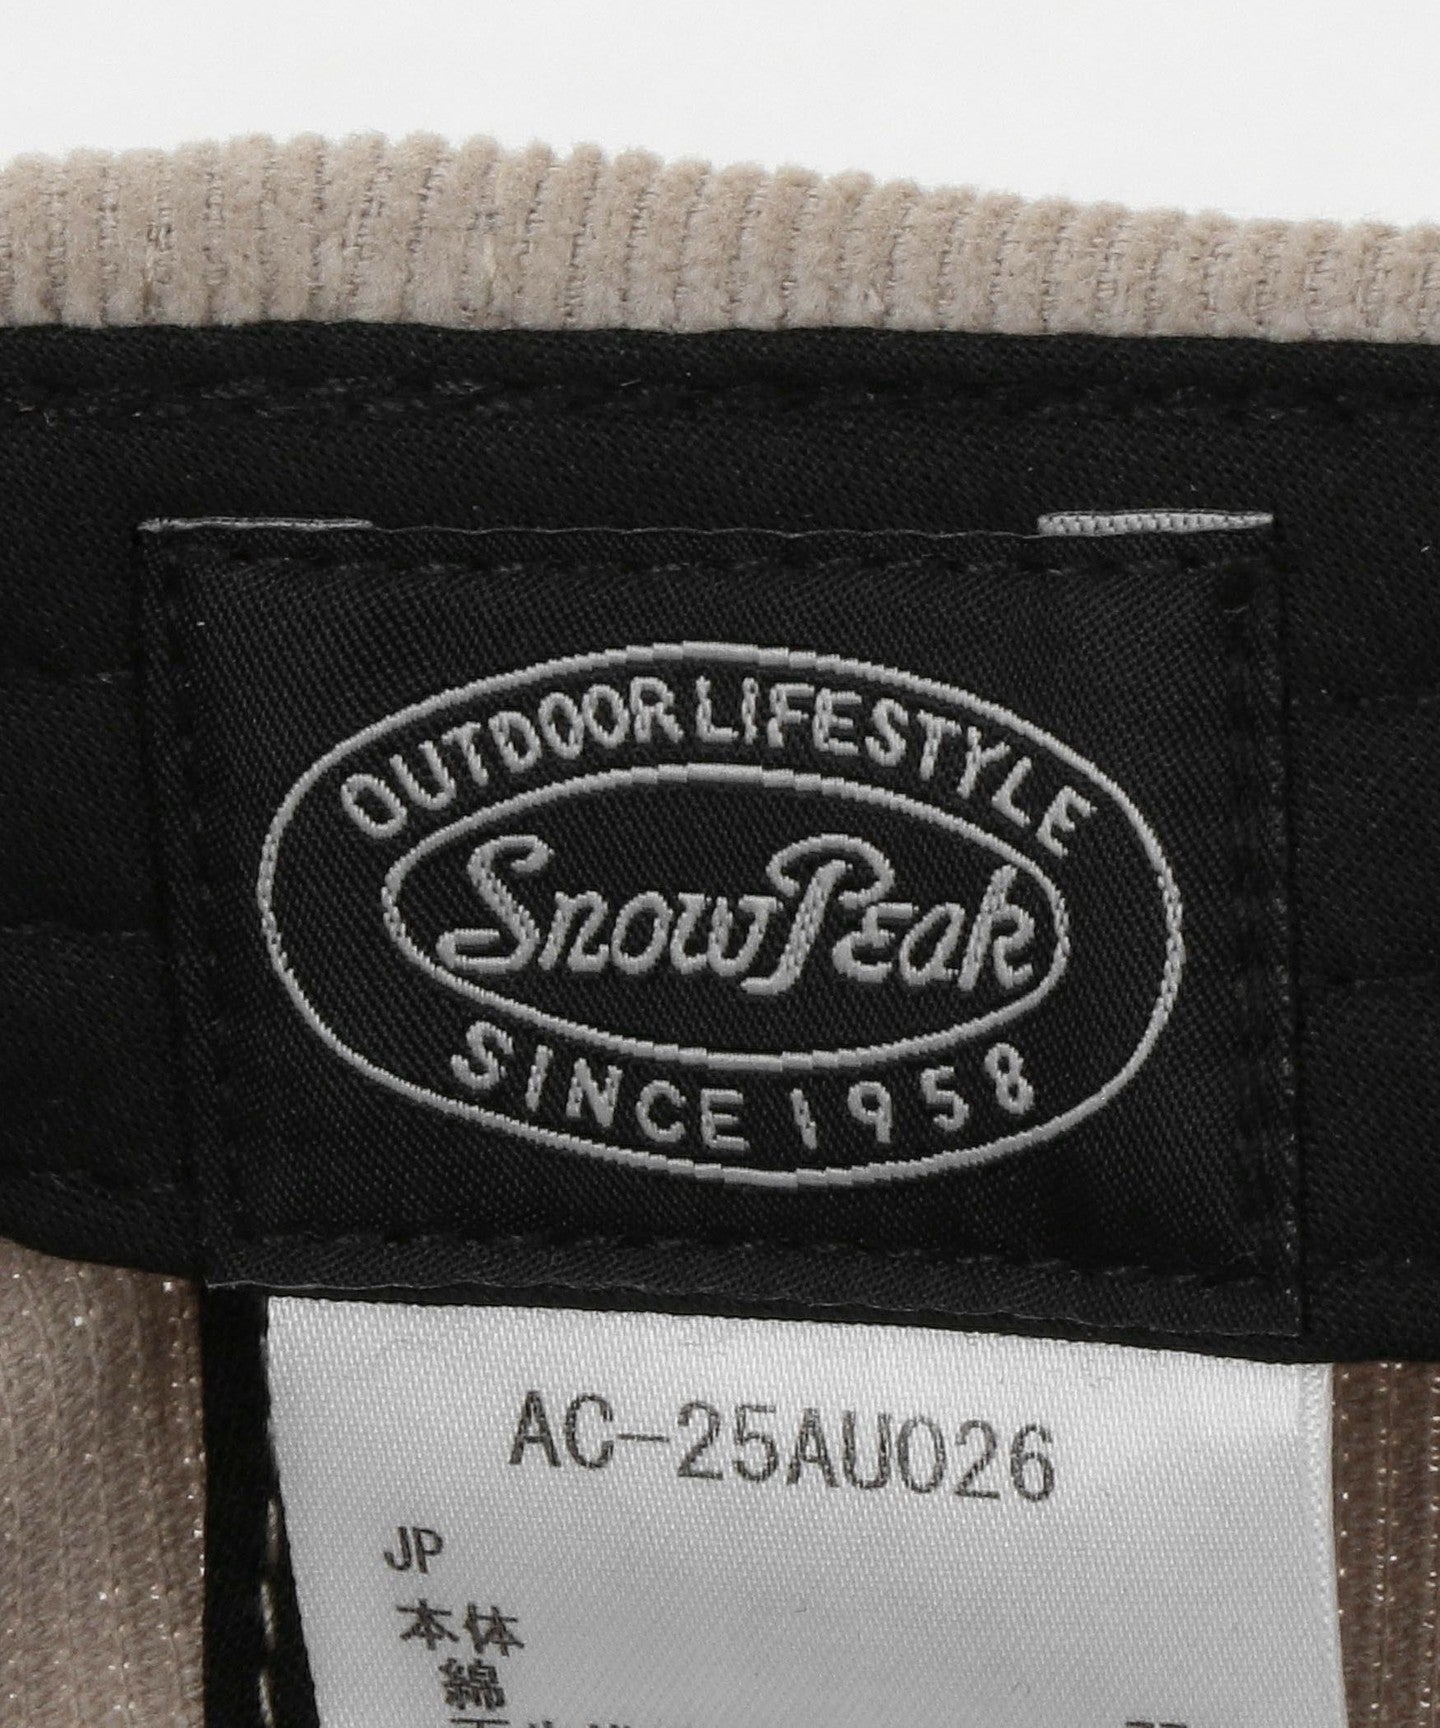 OUTDOOR LIFESTYLE
Snow Peak
SINCE 1958
AC-25AU026
JP
本体
綿